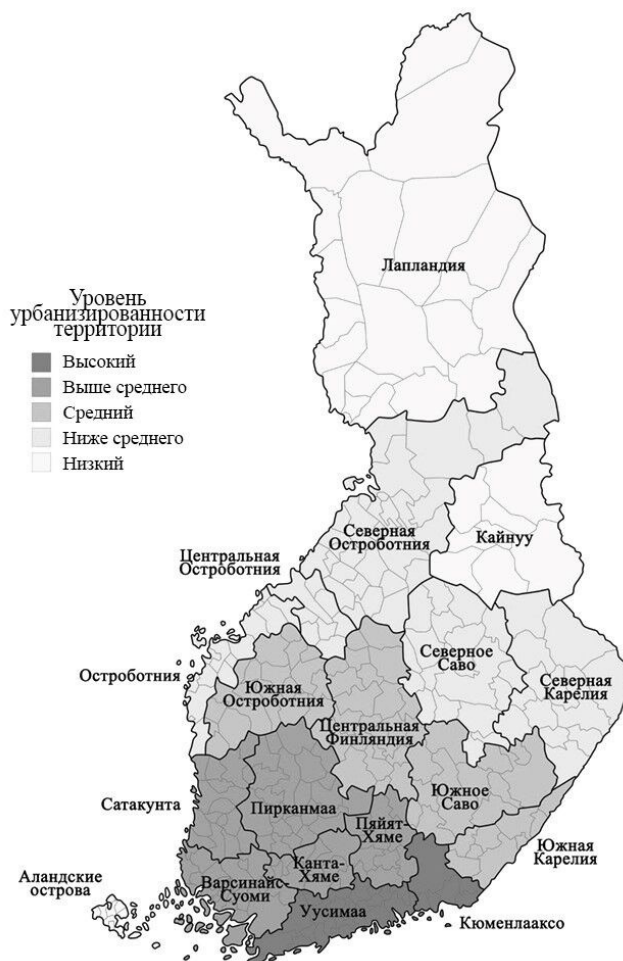 Лапландия
Уровень
урбанизированности
территории
Высокий
Выше среднего
Средний
Ниже среднего
Низкий
Северная
Остроботния
Кайнуу
Центральная
Остроботния
Остроботния
Южная
Остроботния
Северное
Саво
Северная
Карелия
Центральная
Финляндия
Сатакунта
Пирканмаа
Южное
Саво
Пяйят-
Хяме
Южная
Карелия
Канта-
Хяме
Аландские
острова
Варсинайс-
Суоми
Уусимаа
Кюменлааксо